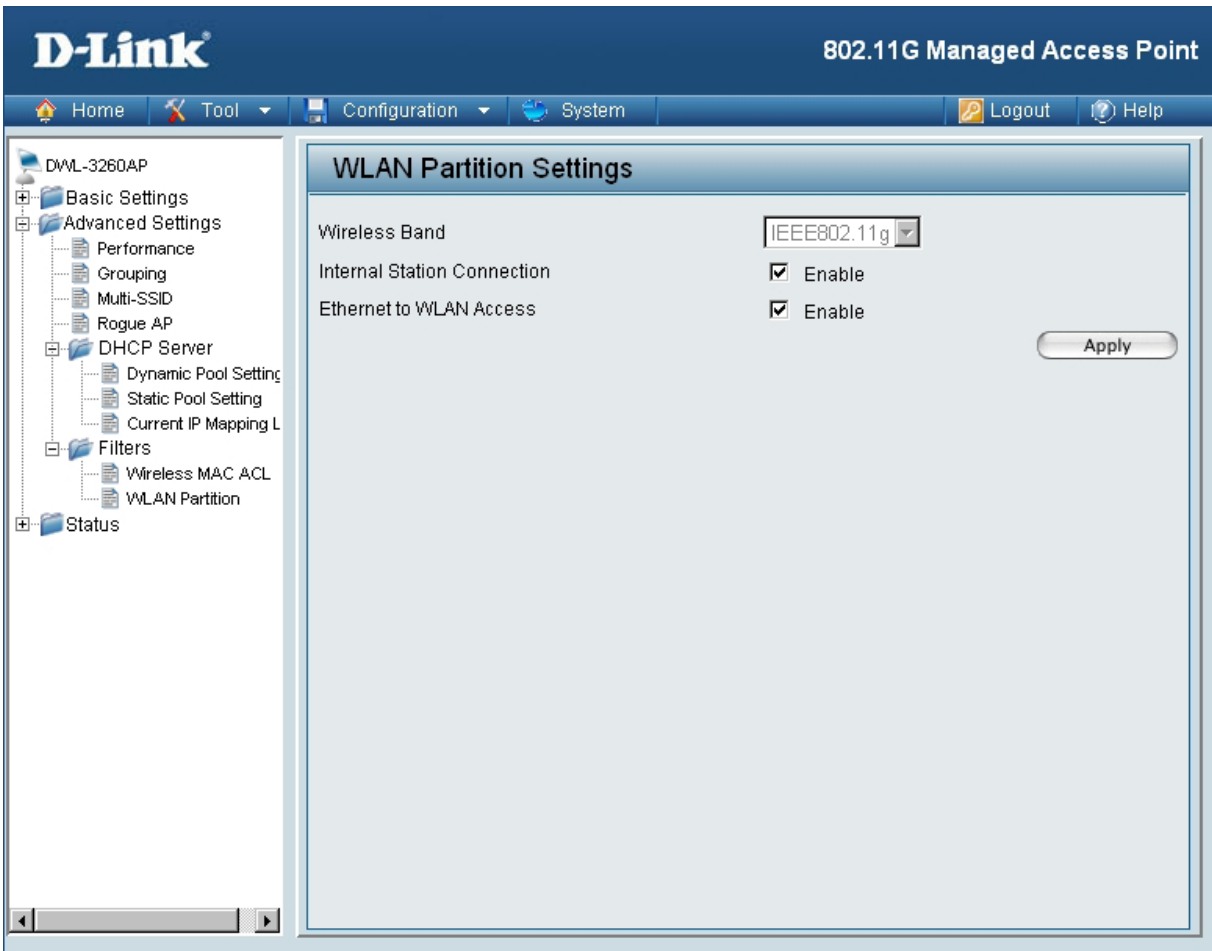 D-Link
802.11G Managed Access Point
Home Tool Configuration System Logout Help
DWL-3260AP
Basic Settings
Advanced Settings
Performance
Grouping
Multi-SSID
Rogue AP
DHCP Server
Dynamic Pool Setting
Static Pool Setting
Current IP Mapping L
Filters
Wireless MAC ACL
WLAN Partition
Status
WLAN Partition Settings
Wireless Band IEEE802.11g
Internal Station Connection Enable
Ethernet to WLAN Access Enable
Apply